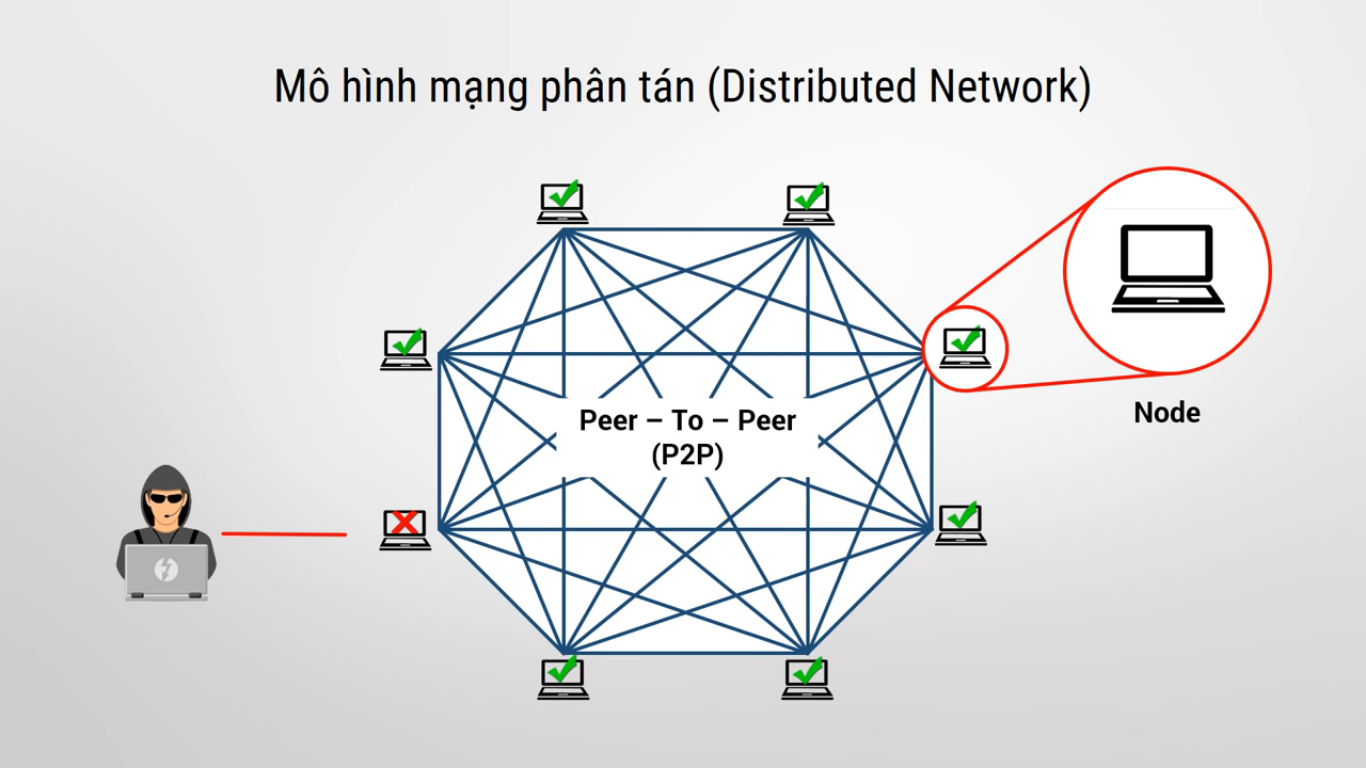 Mô hình mạng phân tán (Distributed Network)
Peer – To – Peer
(P2P)
Node